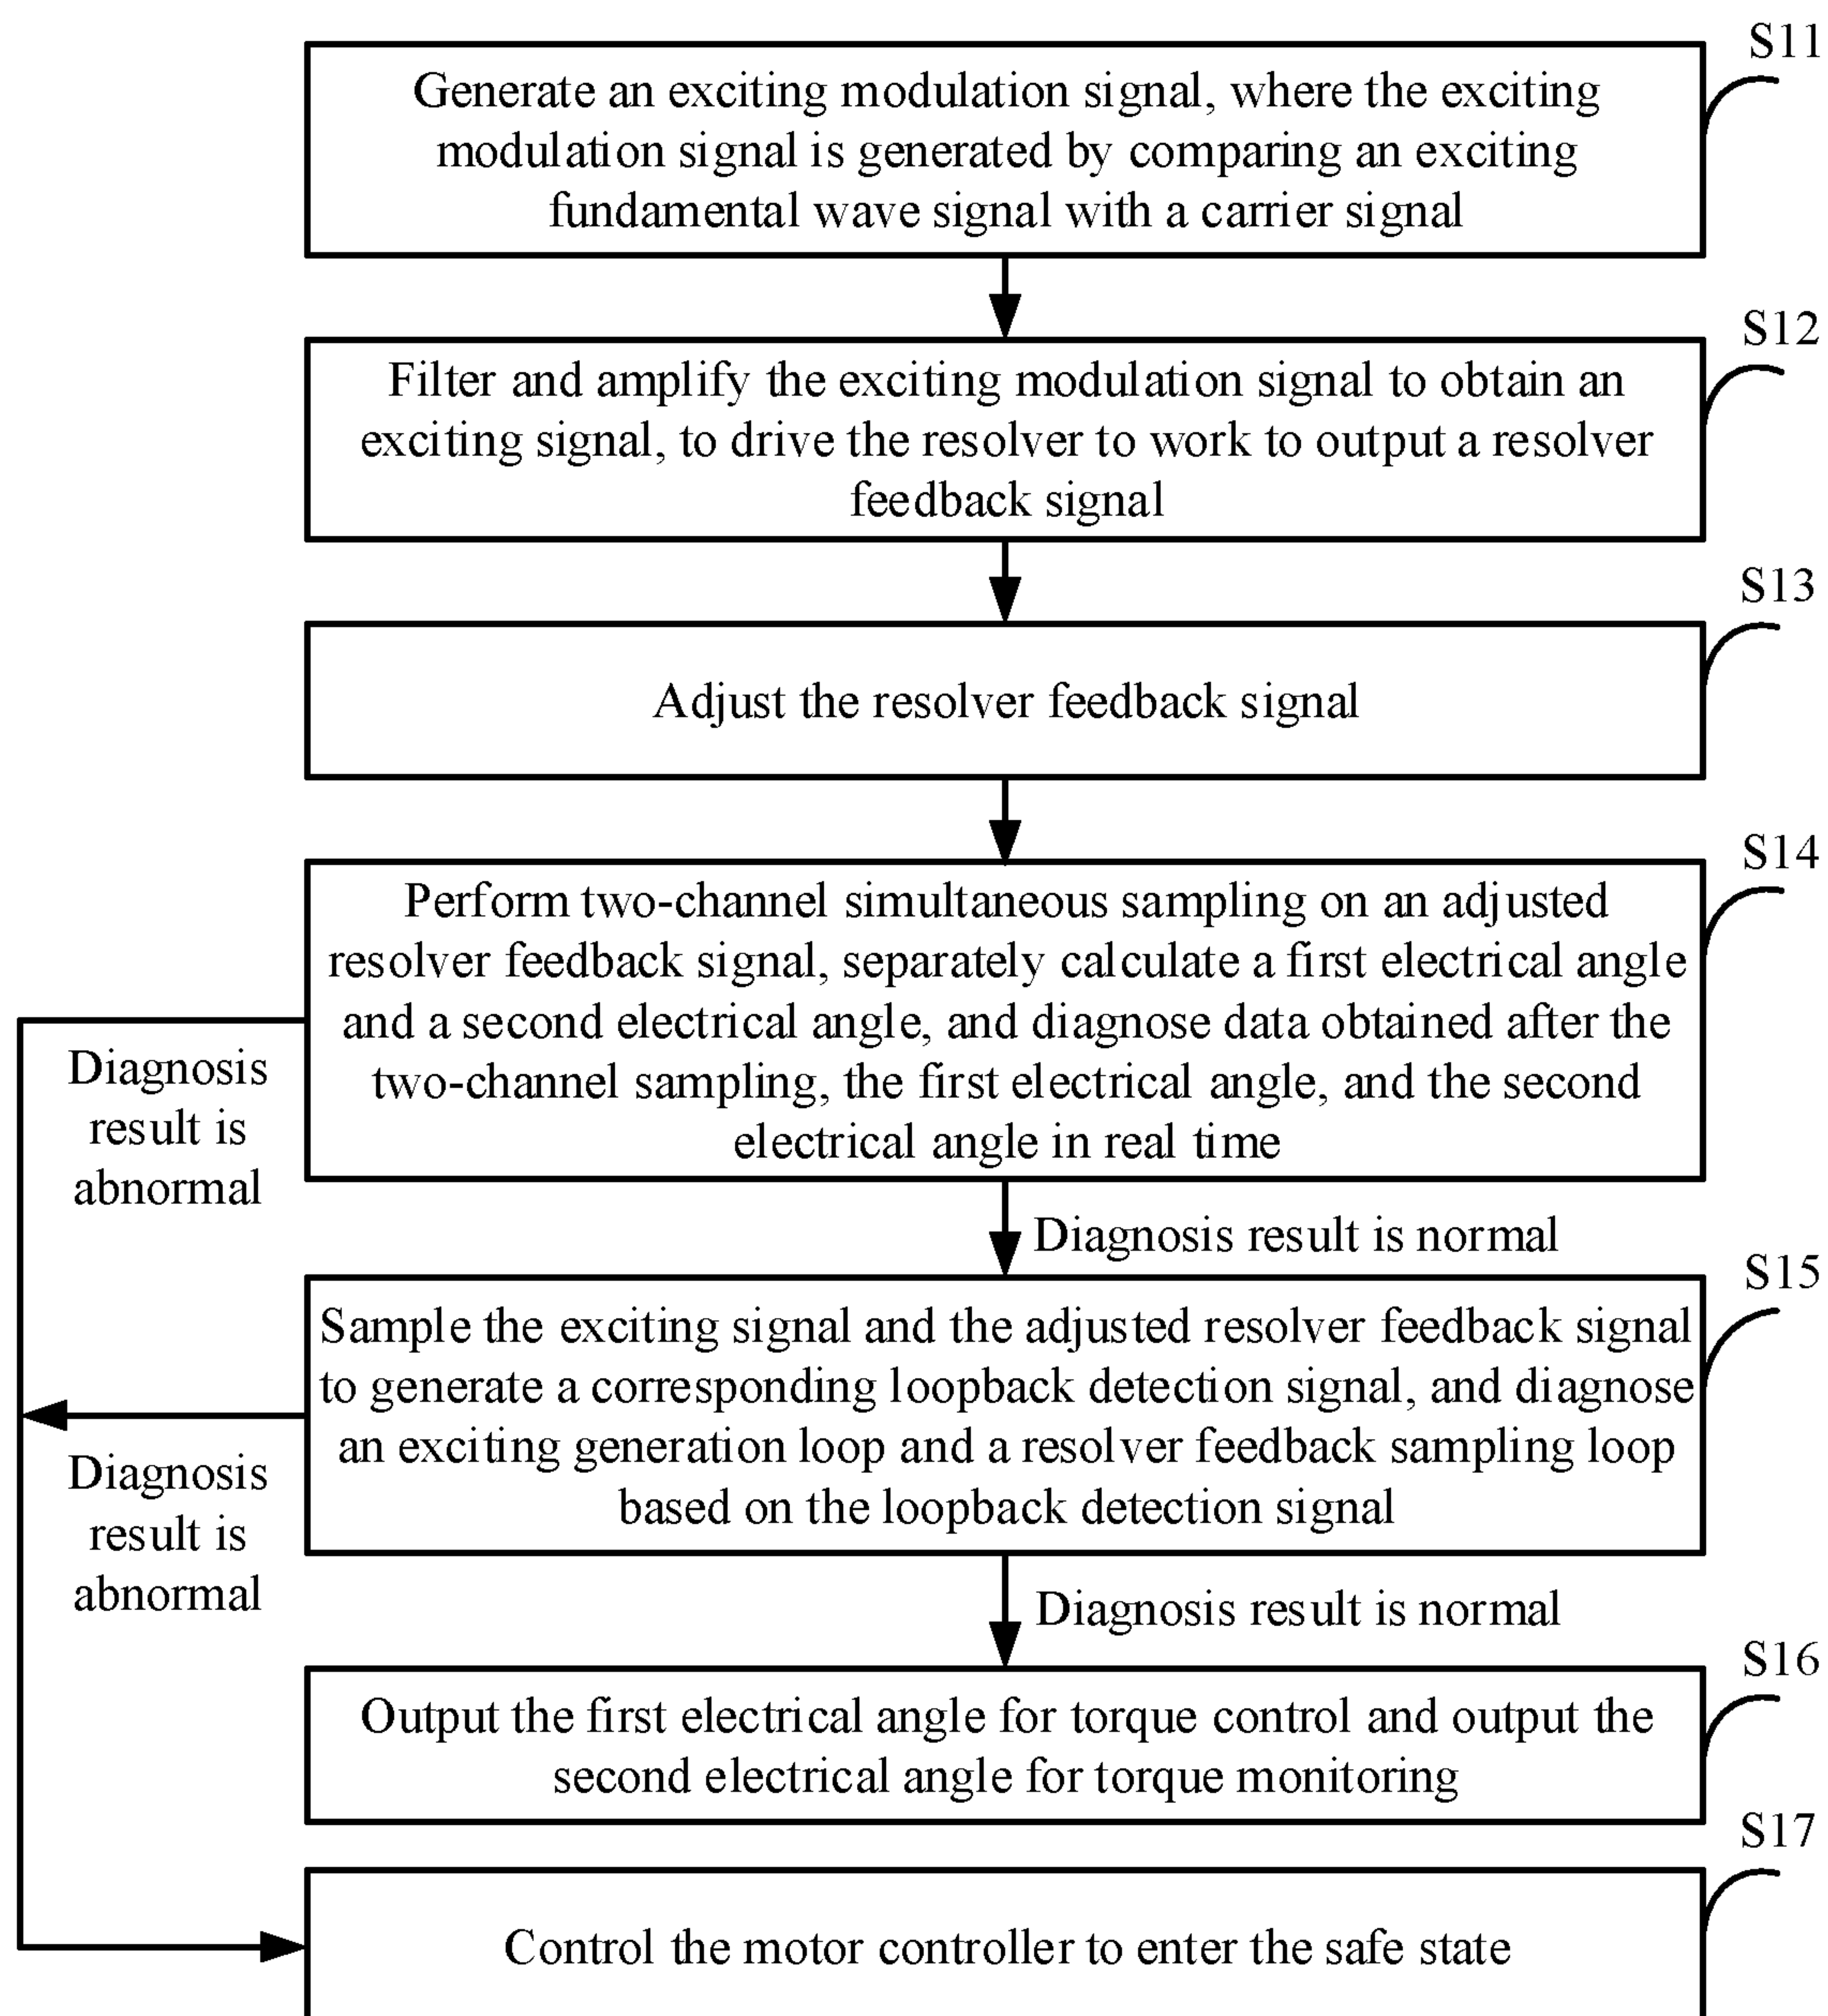 S11
Generate an exciting modulation signal, where the exciting
modulation signal is generated by comparing an exciting
fundamental wave signal with a carrier signal
S12
Filter and amplify the exciting modulation signal to obtain an
exciting signal, to drive the resolver to work to output a resolver
feedback signal
S13
Adjust the resolver feedback signal
S14
Perform two-channel simultaneous sampling on an adjusted
resolver feedback signal, separately calculate a first electrical angle
and a second electrical angle, and diagnose data obtained after the
two-channel sampling, the first electrical angle, and the second
electrical angle in real time
Diagnosis
result is
abnormal
Diagnosis result is normal
S15
Sample the exciting signal and the adjusted resolver feedback signal
to generate a corresponding loopback detection signal, and diagnose
an exciting generation loop and a resolver feedback sampling loop
based on the loopback detection signal
Diagnosis
result is
abnormal
Diagnosis result is normal
S16
Output the first electrical angle for torque control and output the
second electrical angle for torque monitoring
S17
Control the motor controller to enter the safe state